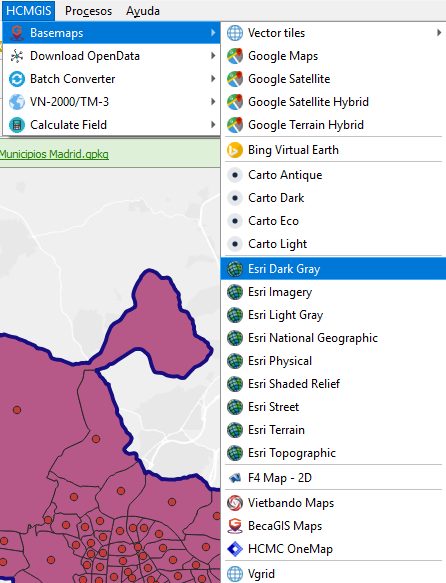 HCMGIS Procesos Ayuda
Basemaps
Download OpenData
Batch Converter
VN-2000/TM-3
Calculate Field
Municipios Madrid.gpkg
Vector tiles
Google Maps
Google Satellite
Google Satellite Hybrid
Google Terrain Hybrid
Bing Virtual Earth
Carto Antique
Carto Dark
Carto Eco
Carto Light
Esri Dark Gray
Esri Imagery
Esri Light Gray
Esri National Geographic
Esri Physical
Esri Shaded Relief
Esri Street
Esri Terrain
Esri Topographic
F4 Map - 2D
Vietbando Maps
BecaGIS Maps
HCMC OneMap
Vgrid